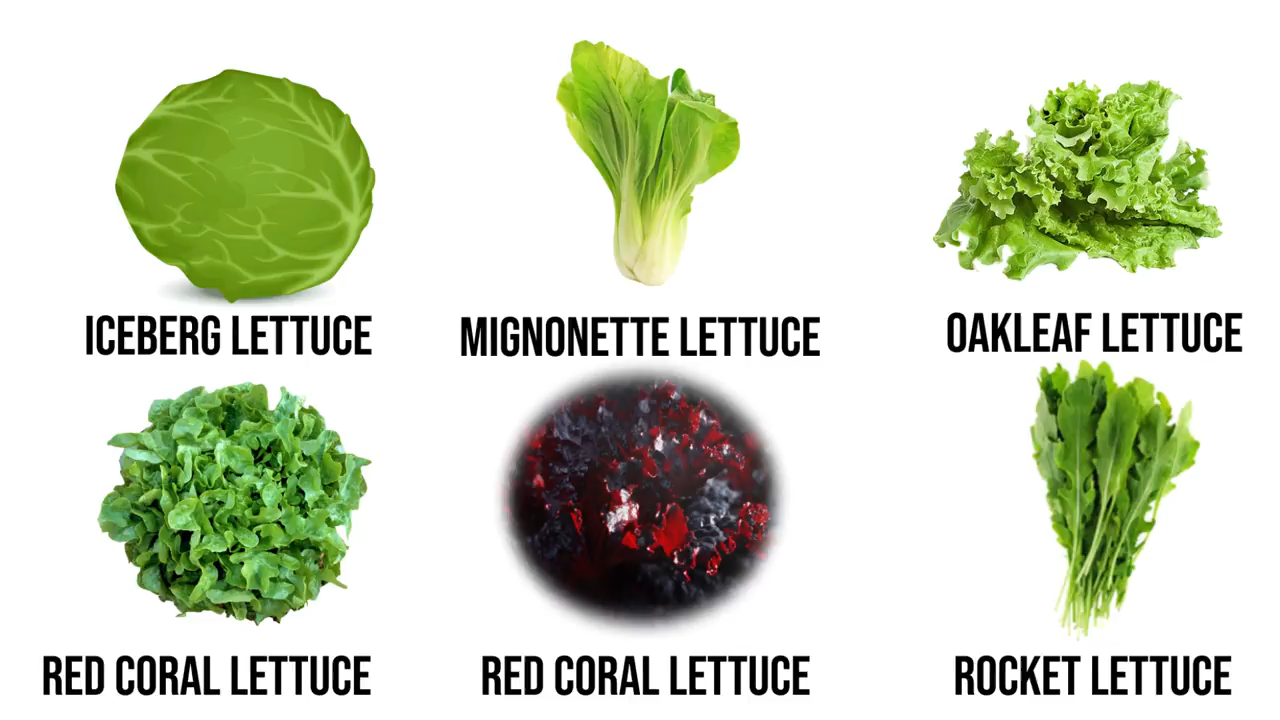 ICEBERG LETTUCE
MIGNONETTE LETTUCE
OAKLEAF LETTUCE
RED CORAL LETTUCE
RED CORAL LETTUCE
ROCKET LETTUCE